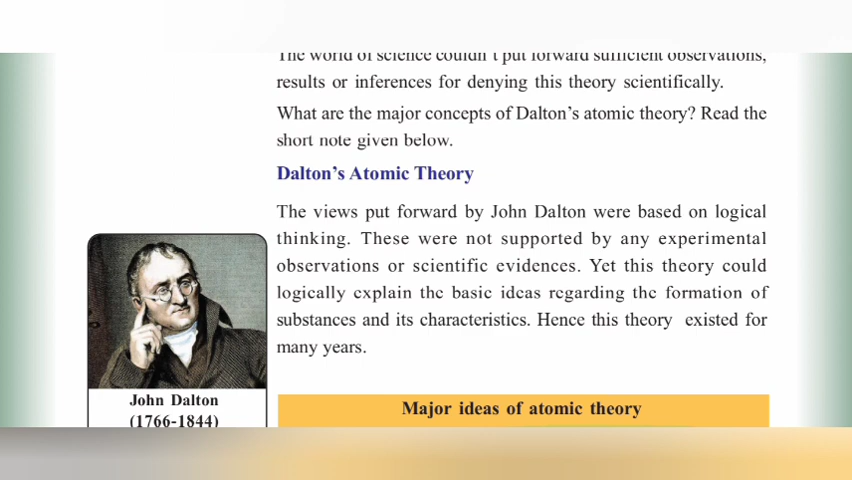 The world of science couldn't put forward sufficient observations,
results or inferences for denying this theory scientifically.
What are the major concepts of Dalton's atomic theory? Read the
short note given below.
Dalton's Atomic Theory
The views put forward by John Dalton were based on logical
thinking. These were not supported by any experimental
observations or scientific evidences. Yet this theory could
logically explain the basic ideas regarding the formation of
substances and its characteristics. Hence this theory existed for
many years.
John Dalton
(1766-1844)
Major ideas of atomic theory